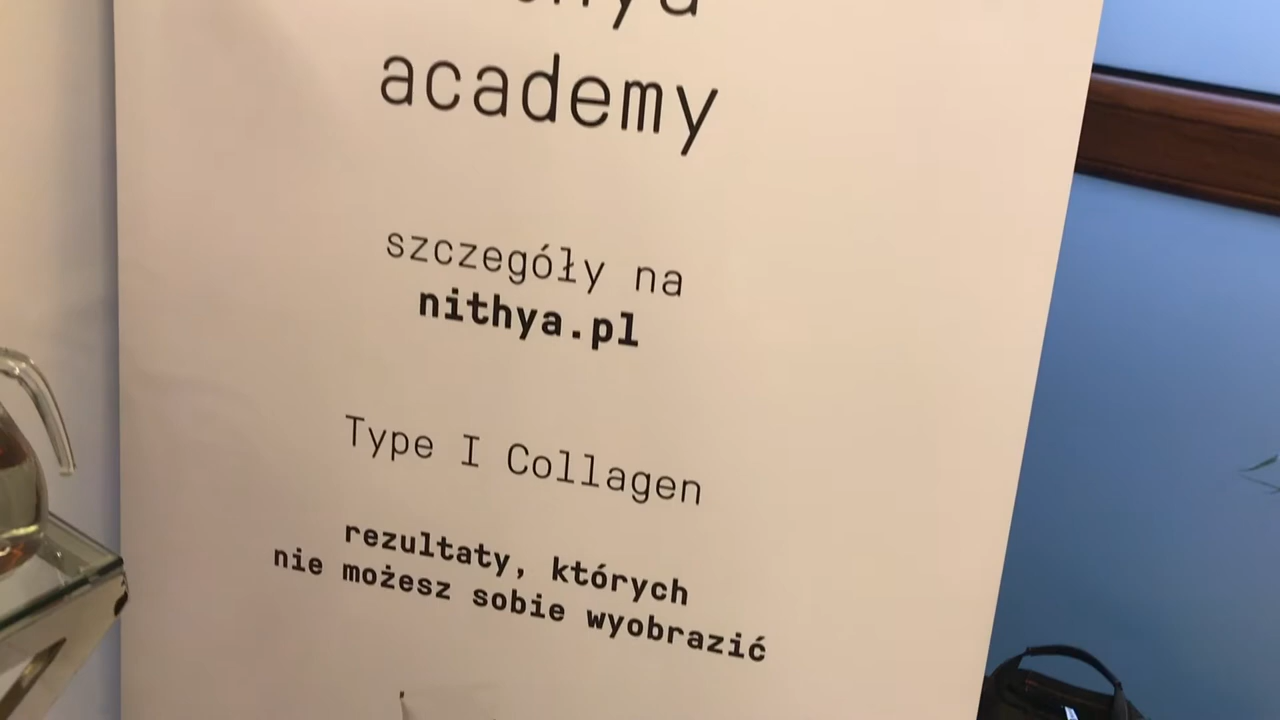 academy
szczegóły na
nithya.pl
Type I Collagen
rezultaty, których
nie możesz sobie wyobrazić